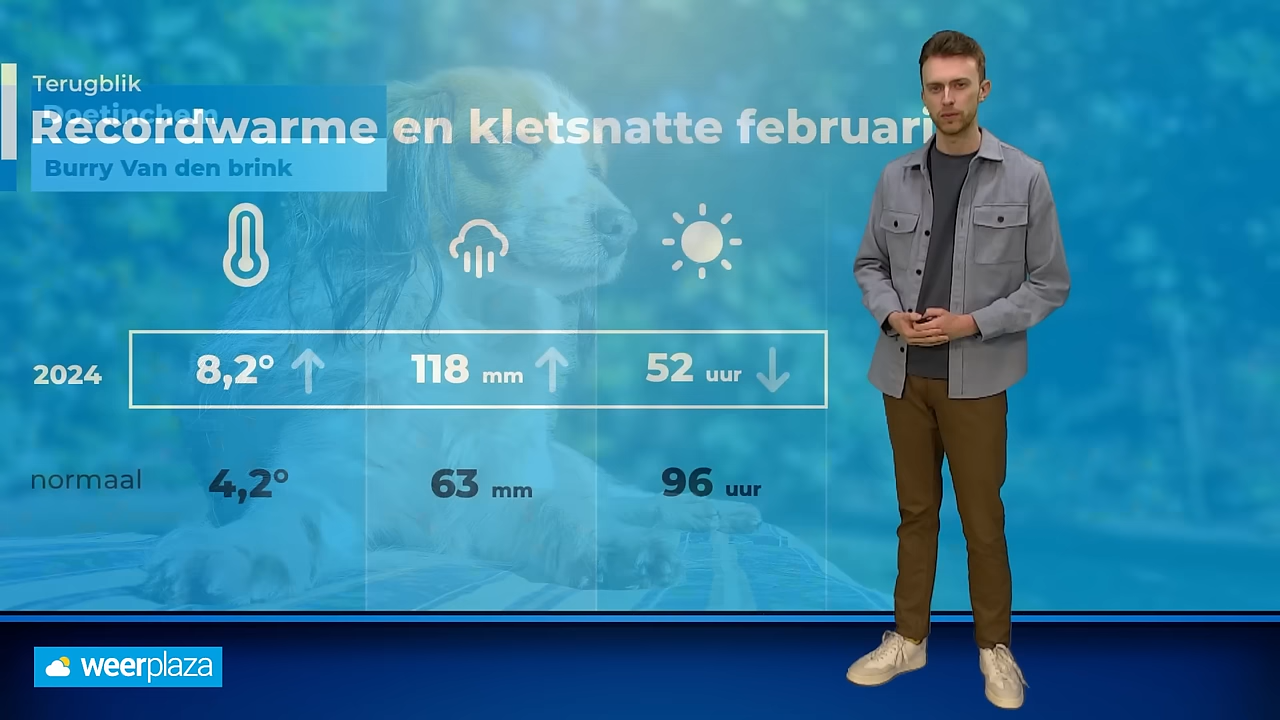 Terugblik
Doetinchem
Recordwarme en kletsnatte februari
Burry Van den brink
2024 8,2° 118 mm 52 uur
normaal 4,2° 63 mm 96 uur
weerplaza